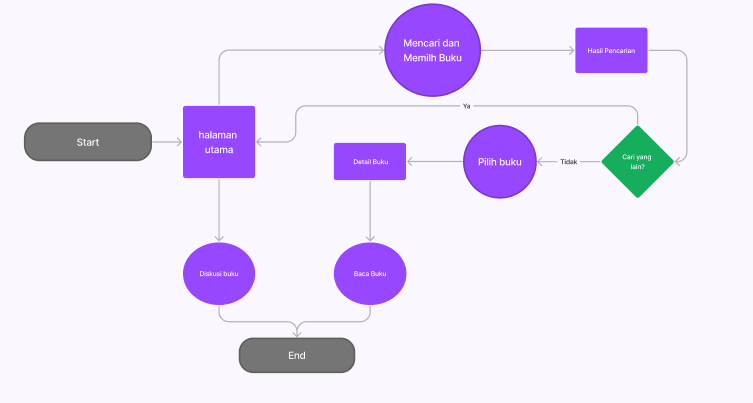 Mencari dan
Memilh Buku
Hasil Pencarian
Ya
Start
halaman
utama
Detail Buku
Pilih buku
Tidak
Cari yang
lain?
Diskusi buku
Baca Buku
End